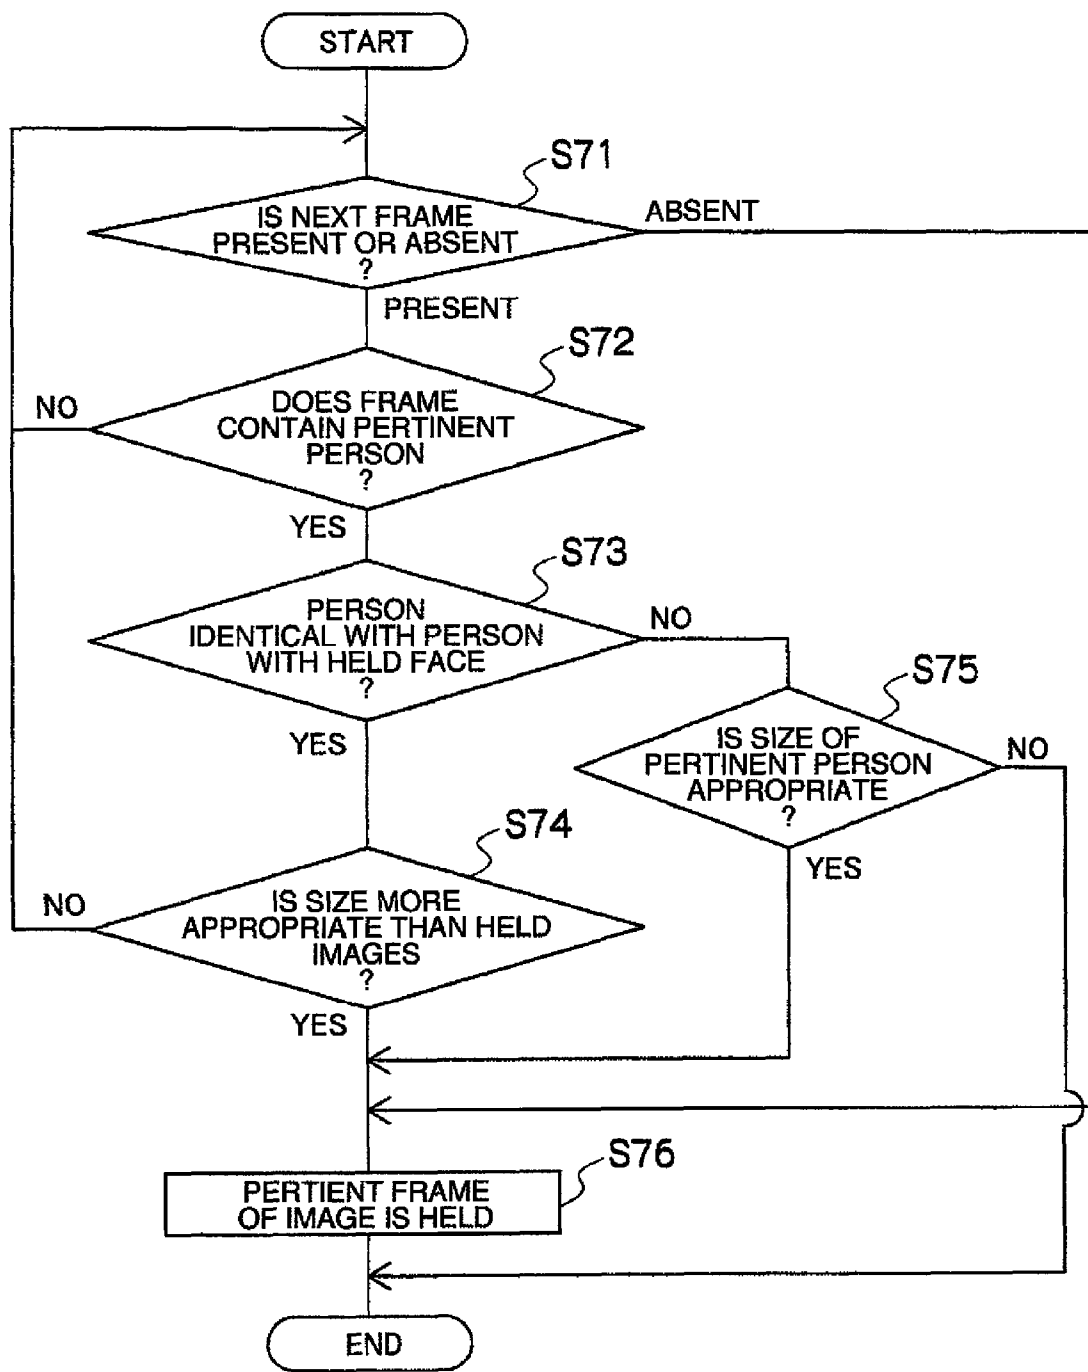 START
S71
IS NEXT FRAME
PRESENT OR ABSENT
?
ABSENT
PRESENT
S72
DOES FRAME
CONTAIN PERTINENT
PERSON
?
NO
YES
S73
PERSON
IDENTICAL WITH PERSON
WITH HELD FACE
?
NO
YES
S75
IS SIZE OF
PERTINENT PERSON
APPROPRIATE
?
NO
YES
S74
IS SIZE MORE
APPROPRIATE THAN HELD
IMAGES
?
NO
YES
S76
PERTIENT FRAME
OF IMAGE IS HELD
END